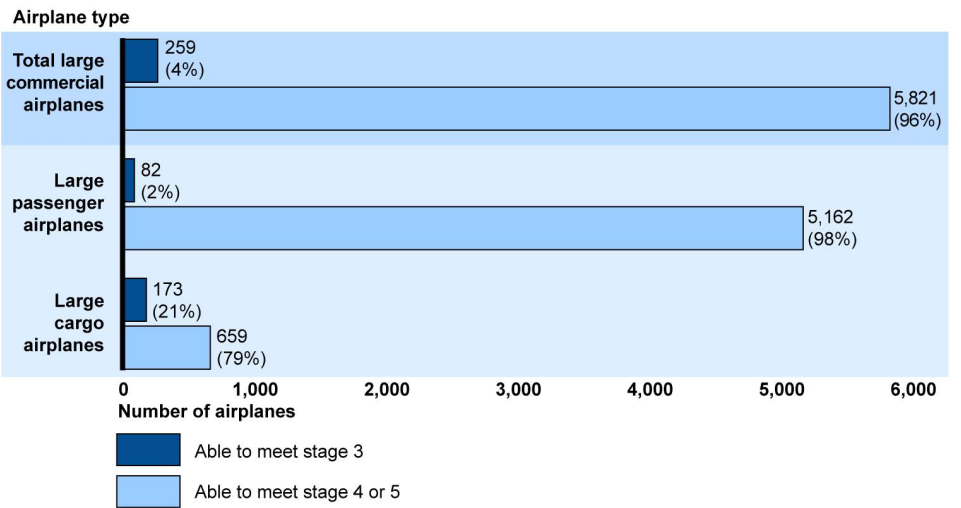 Airplane type
Total large
commercial
airplanes
259
(4%)
5,821
(96%)
Large
passenger
airplanes
82
(2%)
5,162
(98%)
Large
cargo
airplanes
173
(21%)
659
(79%)
0 1,000 2,000 3,000 4,000 5,000 6,000
Number of airplanes
Able to meet stage 3
Able to meet stage 4 or 5